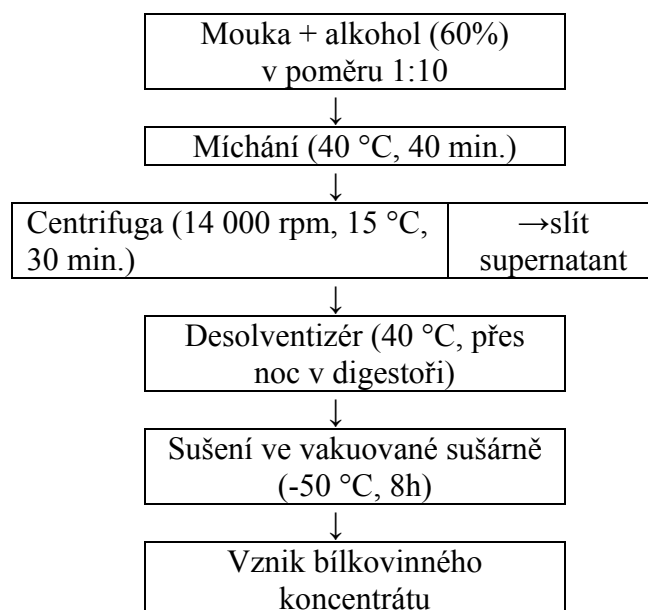 Mouka + alkohol (60%)
v poměru 1:10
↓
Míchání (40 °C, 40 min.)
↓
Centrifuga (14 000 rpm, 15 °C,
30 min.)
→slít
supernatant
↓
Desolventizér (40 °C, přes
noc v digestoři)
↓
Sušení ve vakuované sušárně
(-50 °C, 8h)
↓
Vznik bílkovinného
koncentrátu